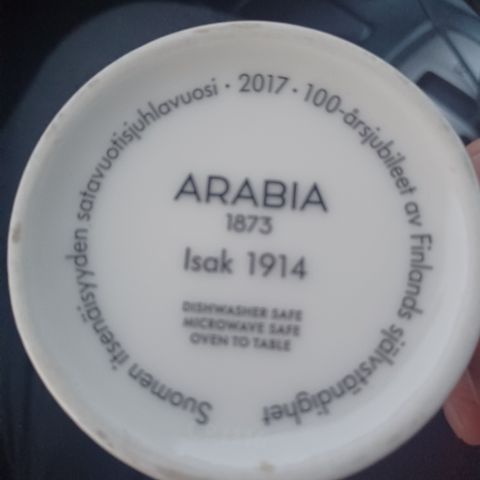 Suomen itsenäisyyden satavuotisjuhlavuosi · 2017 · 100-årsjubileet av Finlands självständighet
ARABIA
1873
Isak 1914
DISHWASHER SAFE
MICROWAVE SAFE
OVEN TO TABLE